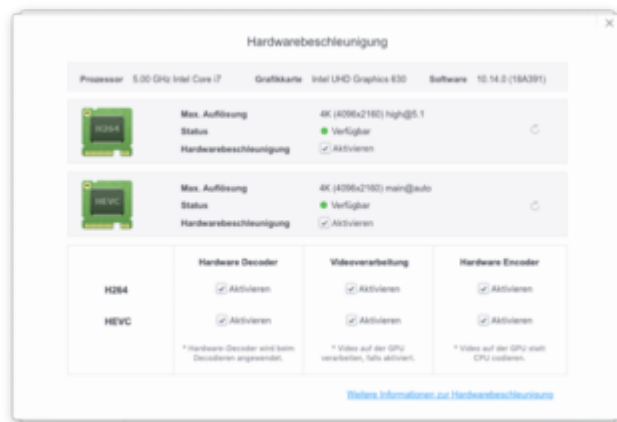 Hardwarebeschleunigung
Prozessor 5.00 GHz Intel Core i7 Grafikkarte Intel UHD Graphics 630 Software 10.14.0 (18A391)
H264
Max. Auflösung 4K (4096x2160) high@5.1
Status Verfügbar
Hardwarebeschleunigung Aktivieren
HEVC
Max. Auflösung 4K (4096x2160) main@auto
Status Verfügbar
Hardwarebeschleunigung Aktivieren
Hardware Decoder Videoverarbeitung Hardware Encoder
H264 Aktivieren Aktivieren Aktivieren
HEVC Aktivieren Aktivieren Aktivieren
* Hardware-Decoder wird beim * Video auf der GPU * Video auf der GPU statt
Decodieren angewendet. verarbeiten, falls aktiviert. CPU codieren.
Weitere Informationen zur Hardwarebeschleunigung